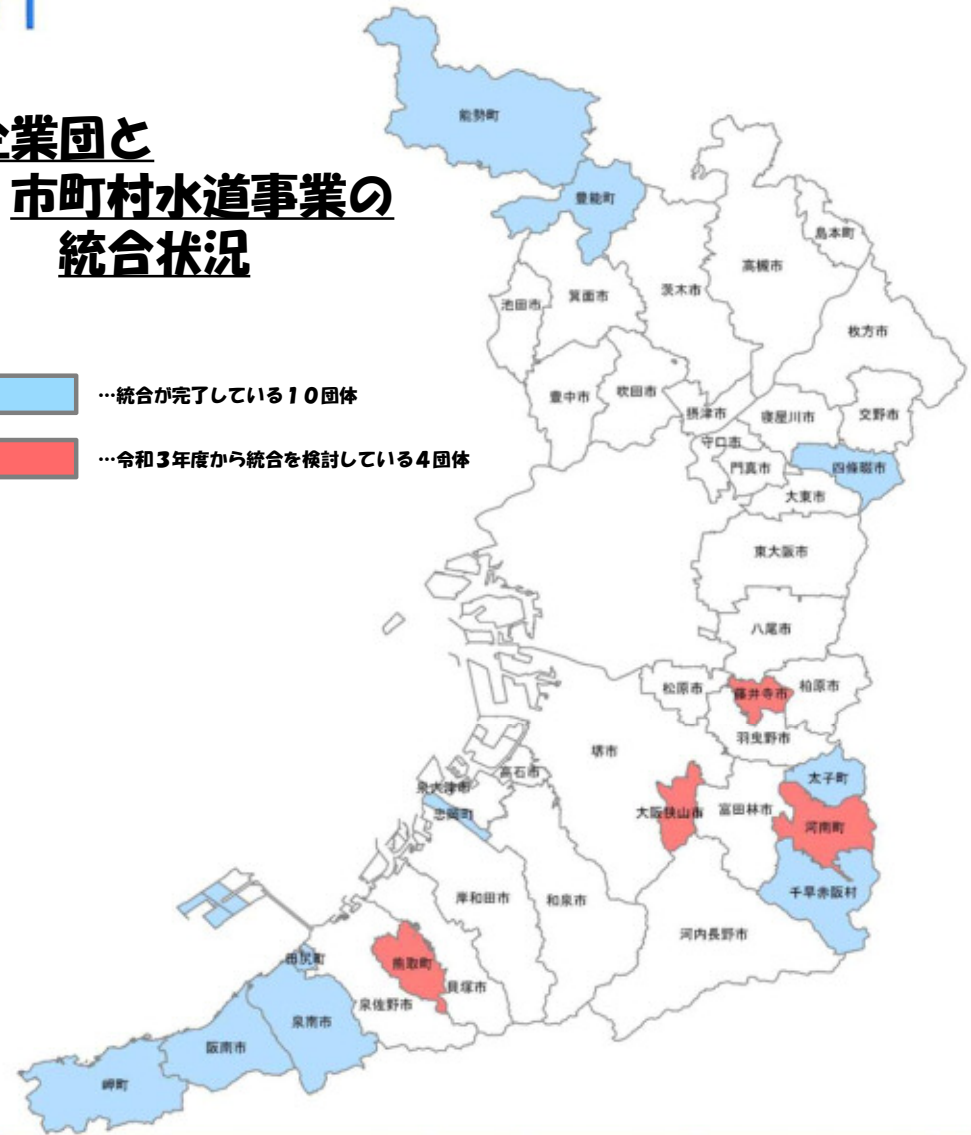 企業団と
市町村水道事業の
統合状況
…統合が完了している10団体
…令和3年度から統合を検討している4団体
能勢町
豊能町
島本町
高槻市
茨木市
箕面市
池田市
枚方市
豊中市
吹田市
摂津市
寝屋川市
交野市
守口市
門真市
四條畷市
大東市
東大阪市
八尾市
松原市
藤井寺市
柏原市
羽曳野市
堺市
高石市
太子町
泉大津市
忠岡町
大阪狭山市
富田林市
河南町
千早赤阪村
岸和田市
和泉市
河内長野市
田尻町
熊取町
貝塚市
泉佐野市
泉南市
阪南市
岬町